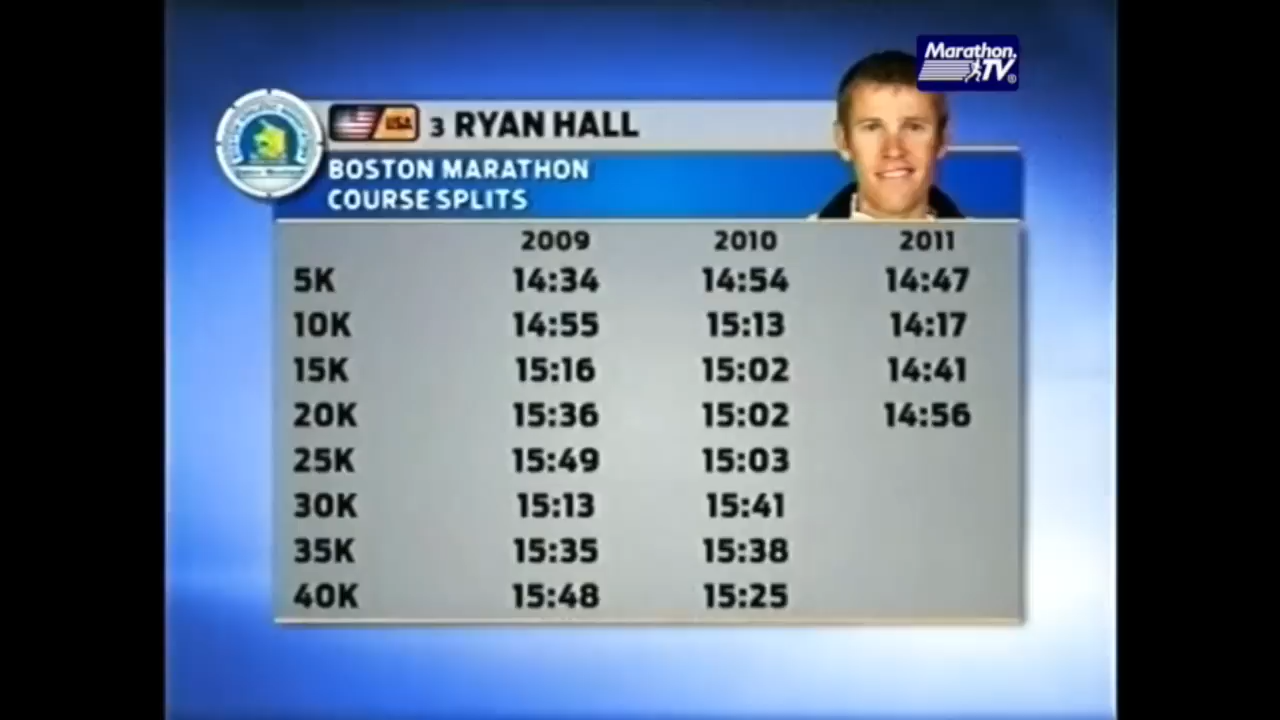 Marathon.
TV®
USA 3 RYAN HALL
BOSTON MARATHON
COURSE SPLITS
2009 2010 2011
5K 14:34 14:54 14:47
10K 14:55 15:13 14:17
15K 15:16 15:02 14:41
20K 15:36 15:02 14:56
25K 15:49 15:03
30K 15:13 15:41
35K 15:35 15:38
40K 15:48 15:25